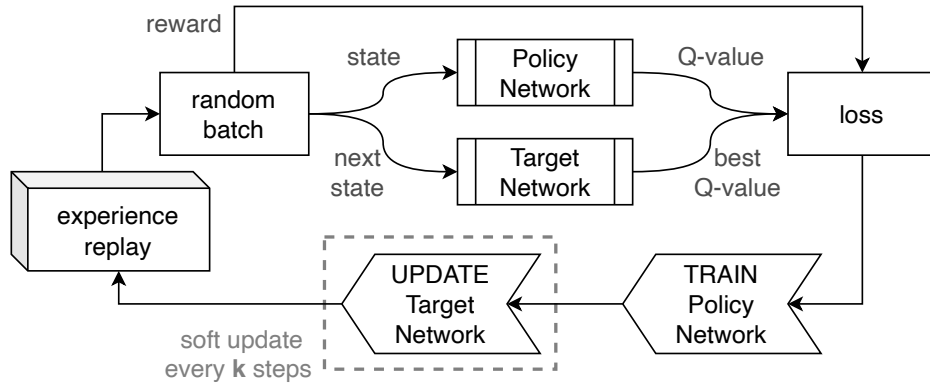 reward
state
Policy
Network
Q-value
random
batch
loss
next
state
Target
Network
best
Q-value
experience
replay
UPDATE
Target
Network
TRAIN
Policy
Network
soft update
every k steps